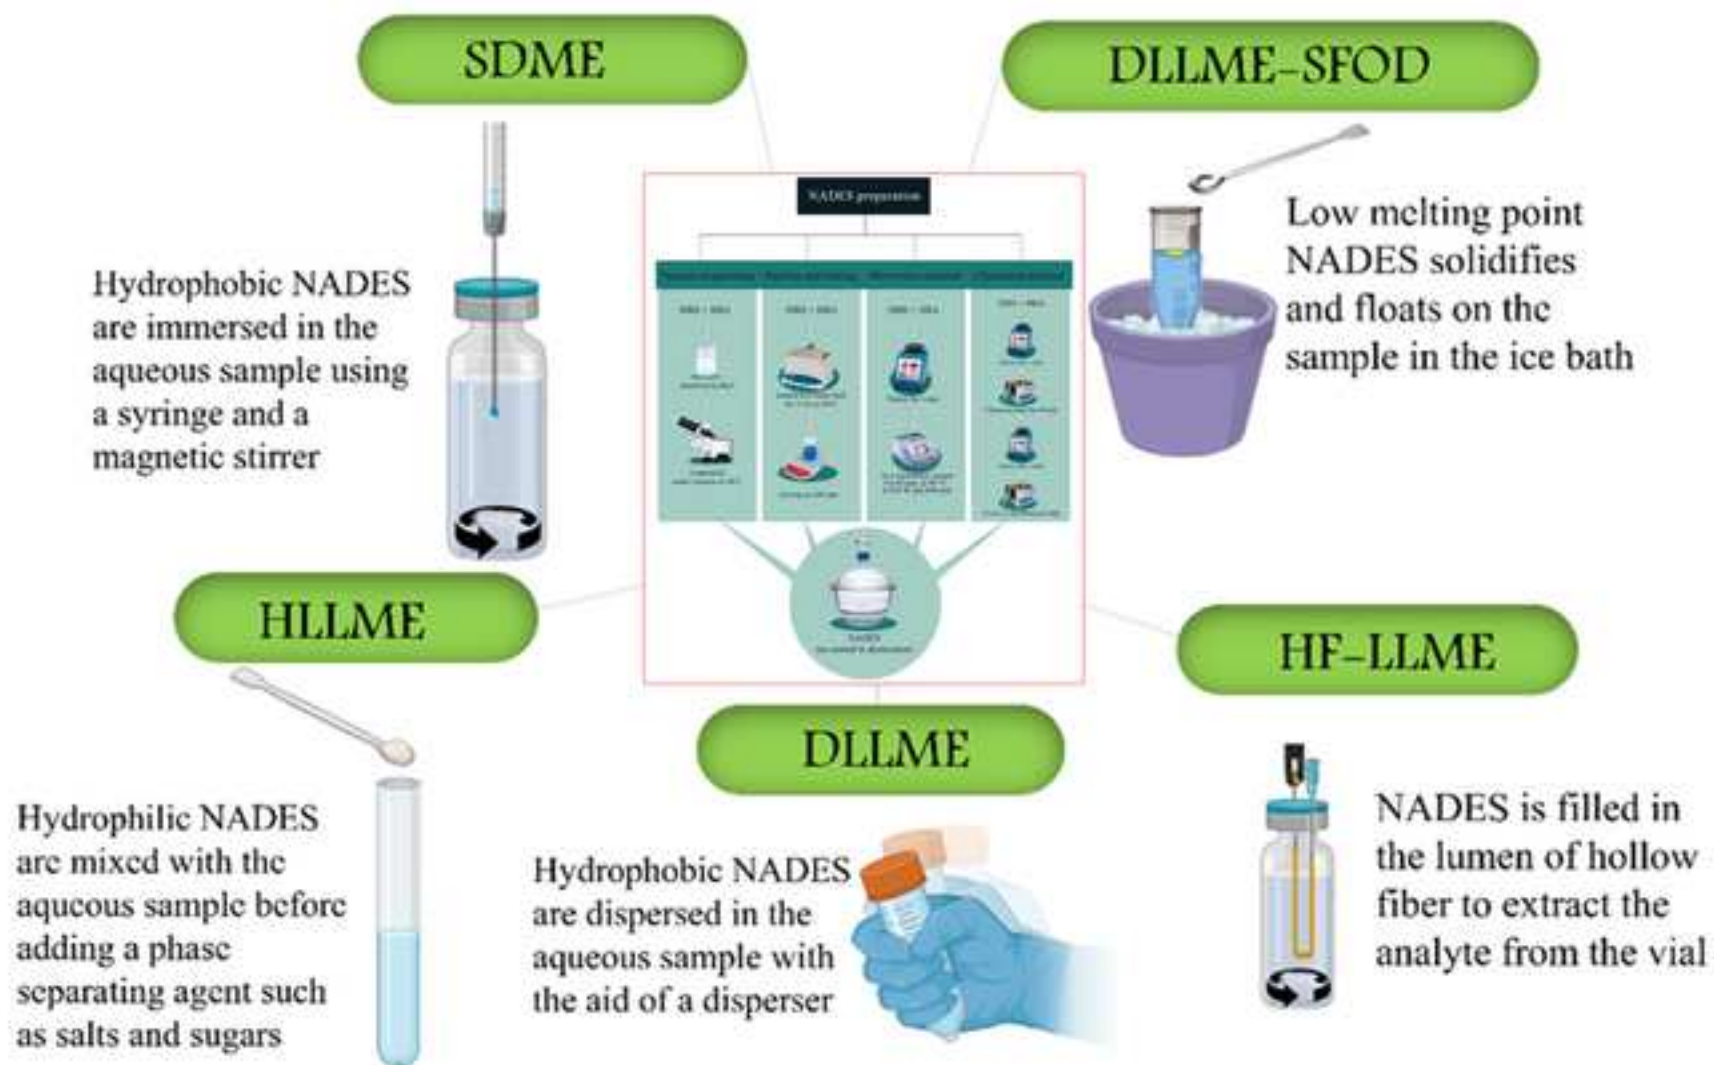 SDME
DLLME-SFOD
Hydrophobic NADES
are immersed in the
aqueous sample using
a syringe and a
magnetic stirrer
NADES preparation
Low melting point
NADES solidifies
and floats on the
sample in the ice bath
HLLME
HF-LLME
DLLME
Hydrophilic NADES
are mixed with the
aqueous sample before
adding a phase
separating agent such
as salts and sugars
Hydrophobic NADES
are dispersed in the
aqueous sample with
the aid of a disperser
NADES is filled in
the lumen of hollow
fiber to extract the
analyte from the vial
NADES